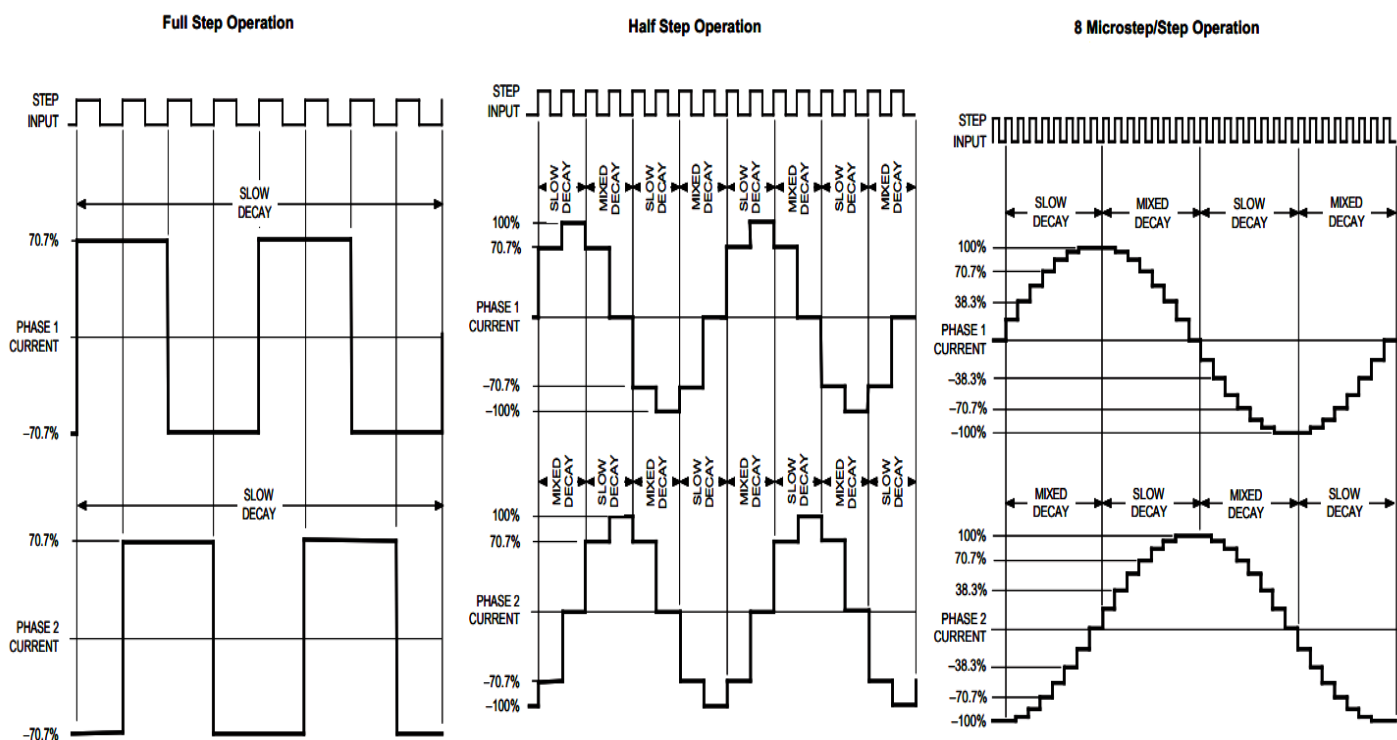 Full Step Operation
STEP
INPUT
SLOW
DECAY
70.7%
PHASE 1
CURRENT
–70.7%
SLOW
DECAY
70.7%
PHASE 2
CURRENT
–70.7%
Half Step Operation
STEP
INPUT
SLOW
DECAY
MIXED
DECAY
SLOW
DECAY
MIXED
DECAY
SLOW
DECAY
MIXED
DECAY
SLOW
DECAY
MIXED
DECAY
100%
70.7%
PHASE 1
CURRENT
–70.7%
–100%
MIXED
DECAY
SLOW
DECAY
MIXED
DECAY
SLOW
DECAY
MIXED
DECAY
SLOW
DECAY
MIXED
DECAY
SLOW
DECAY
100%
70.7%
PHASE 2
CURRENT
–70.7%
–100%
8 Microstep/Step Operation
STEP
INPUT
SLOW
DECAY
MIXED
DECAY
SLOW
DECAY
MIXED
DECAY
100%
70.7%
38.3%
PHASE 1
CURRENT
–38.3%
–70.7%
–100%
MIXED
DECAY
SLOW
DECAY
MIXED
DECAY
SLOW
DECAY
100%
70.7%
38.3%
PHASE 2
CURRENT
–38.3%
–70.7%
–100%